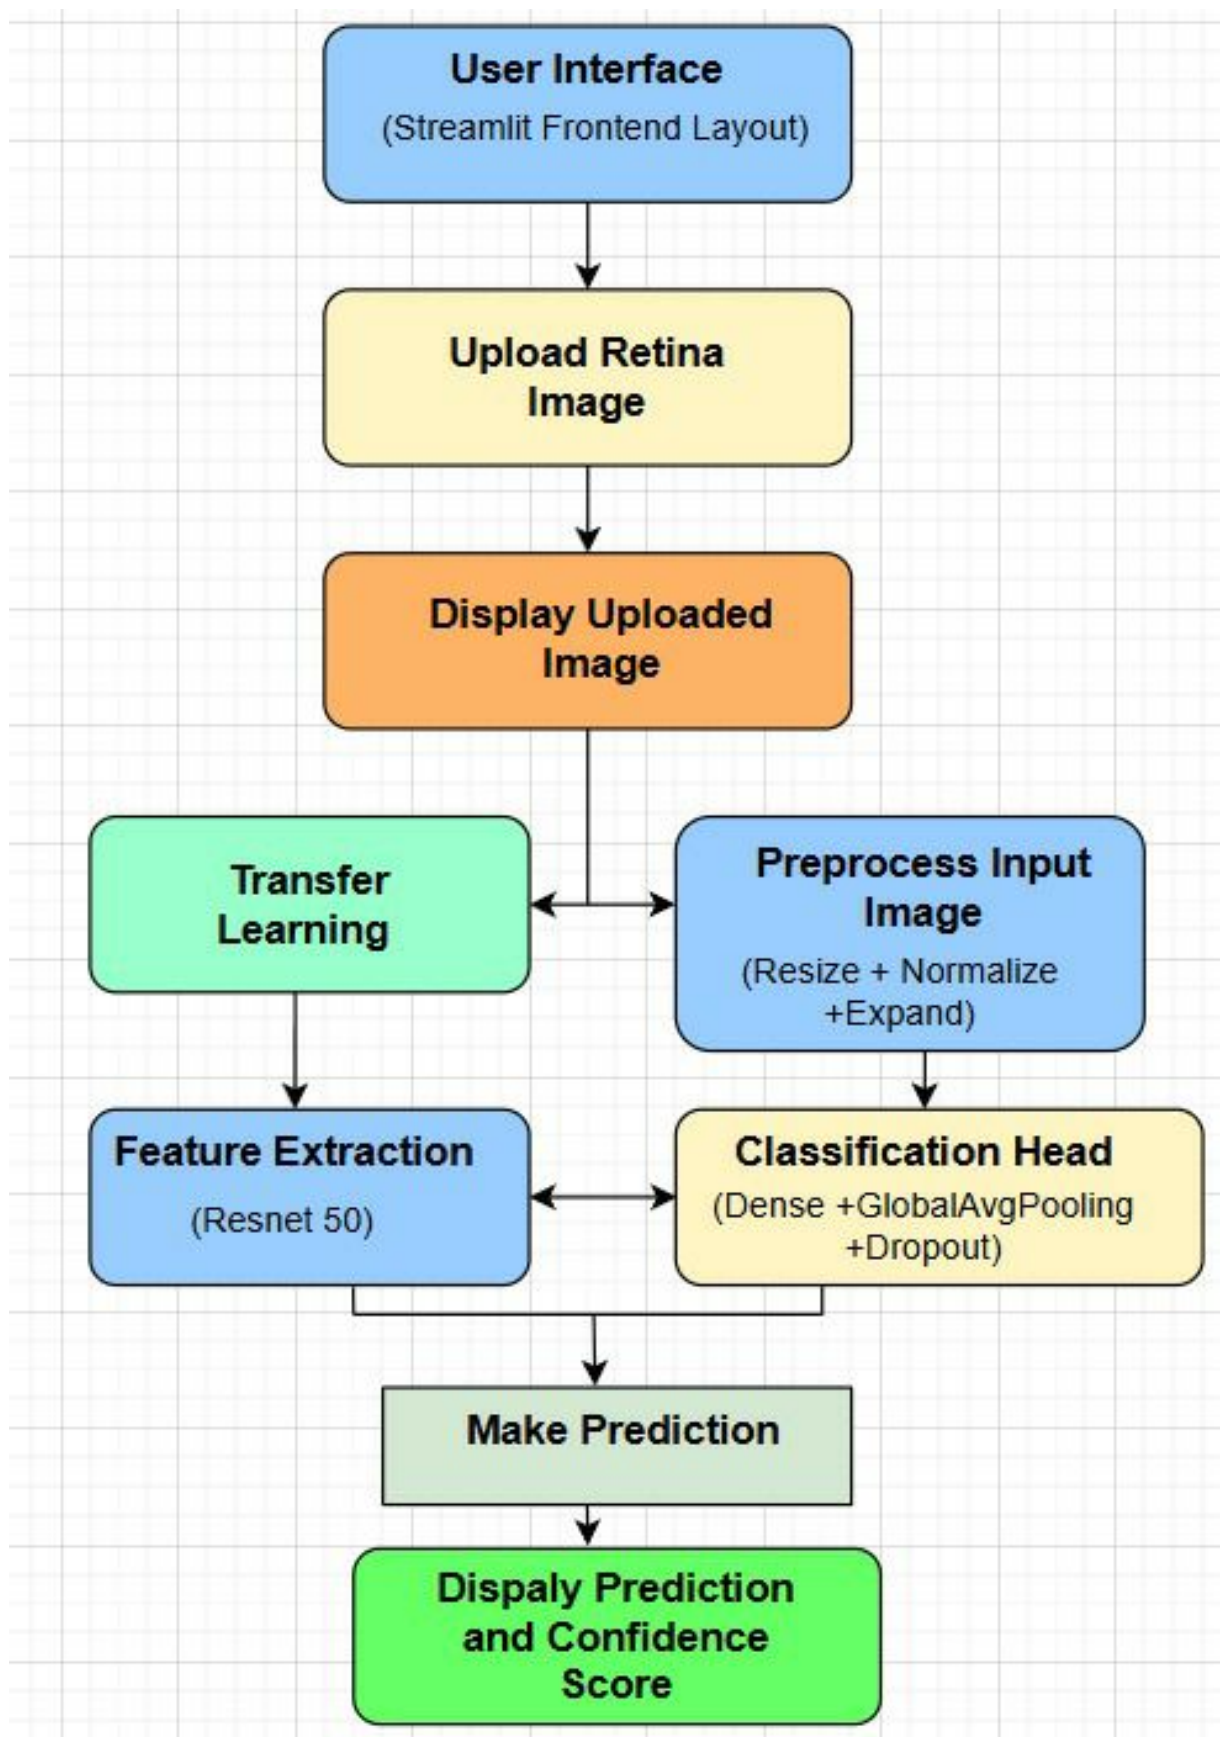 User Interface
(Streamlit Frontend Layout)
Upload Retina
Image
Display Uploaded
Image
Transfer
Learning
Preprocess Input
Image
(Resize + Normalize
+Expand)
Feature Extraction
(Resnet 50)
Classification Head
(Dense +GlobalAvgPooling
+Dropout)
Make Prediction
Dispaly Prediction
and Confidence
Score